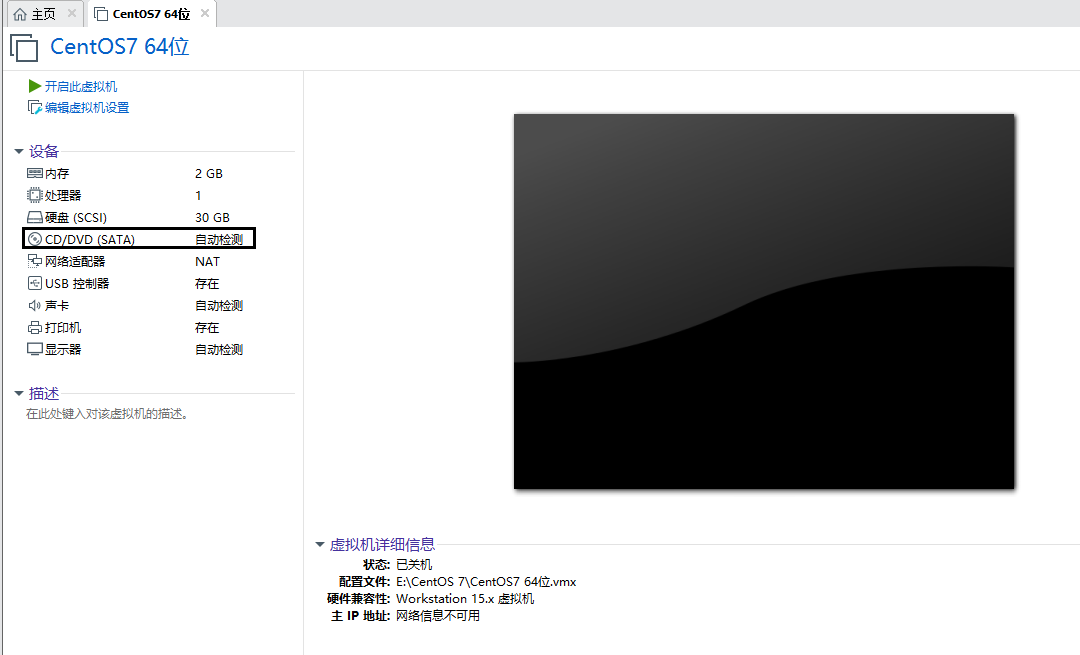 主页
CentOS7 64位
CentOS7 64位
开启此虚拟机
编辑虚拟机设置
设备
内存 2 GB
处理器 1
硬盘 (SCSI) 30 GB
CD/DVD (SATA) 自动检测
网络适配器 NAT
USB 控制器 存在
声卡 自动检测
打印机 存在
显示器 自动检测
描述
在此处键入对该虚拟机的描述。
虚拟机详细信息
状态: 已关机
配置文件: E:\CentOS 7\CentOS7 64位.vmx
硬件兼容性: Workstation 15.x 虚拟机
主 IP 地址: 网络信息不可用